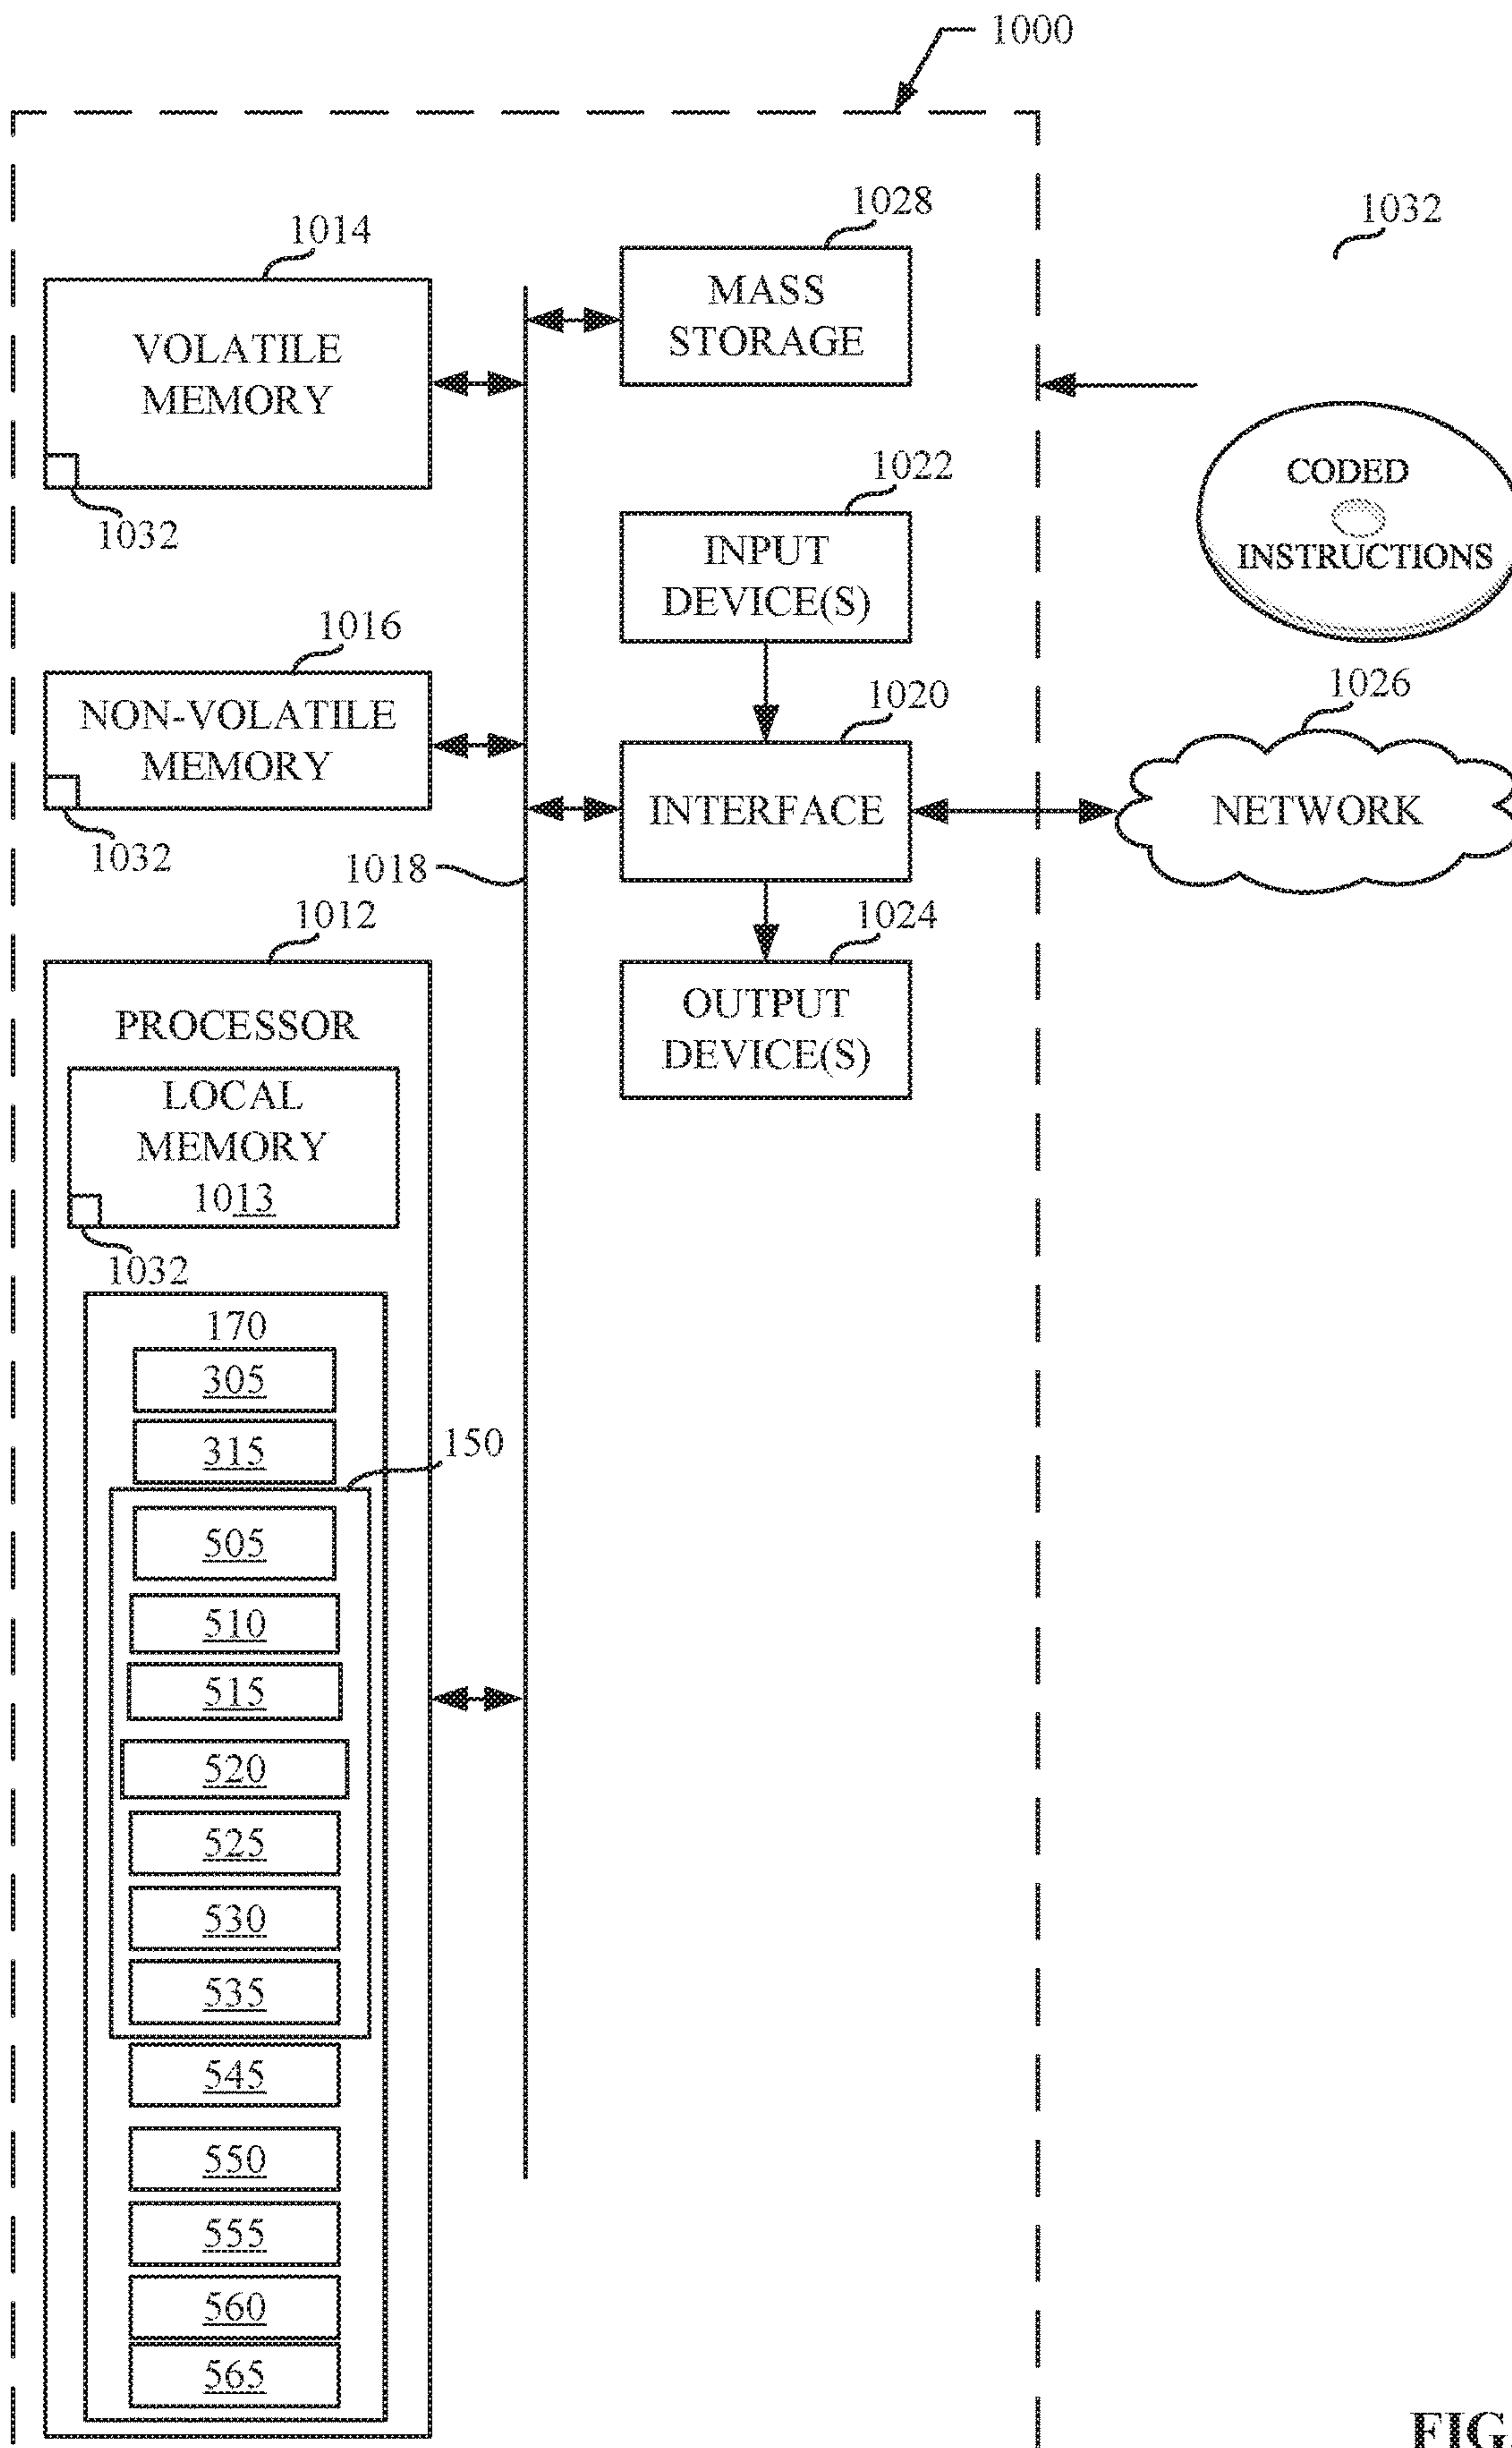 1000
1028
1032
1014
MASS
STORAGE
VOLATILE
MEMORY
1022
CODED
INSTRUCTIONS
1032
INPUT
DEVICE(S)
1016
1020
1026
NON-VOLATILE
MEMORY
INTERFACE
NETWORK
1032
1018
1012
1024
PROCESSOR
OUTPUT
DEVICE(S)
LOCAL
MEMORY
1013
1032
170
305
315
150
505
510
515
520
525
530
535
545
550
555
560
565
FIG